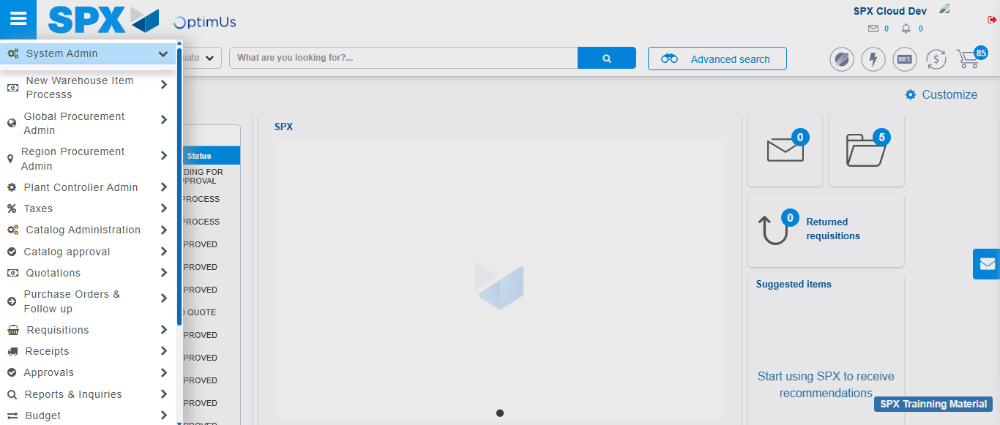 SPX
OptimUs
SPX Cloud Dev
0
0
System Admin
uato
What are you looking for?...
Advanced search
85
Customize
New Warehouse Item
Processs
Global Procurement
Admin
Region Procurement
Admin
Plant Controller Admin
Taxes
Catalog Administration
Catalog approval
Quotations
Purchase Orders &
Follow up
Requisitions
Receipts
Approvals
Reports & Inquiries
Budget
Status
DING FOR
PROVAL
PROCESS
PROCESS
PROVED
PROVED
PROVED
QUOTE
PROVED
PROVED
PROVED
PROVED
PROVED
SPX
0
5
0
Returned
requisitions
Suggested items
Start using SPX to receive
recommendations
SPX Trainning Material